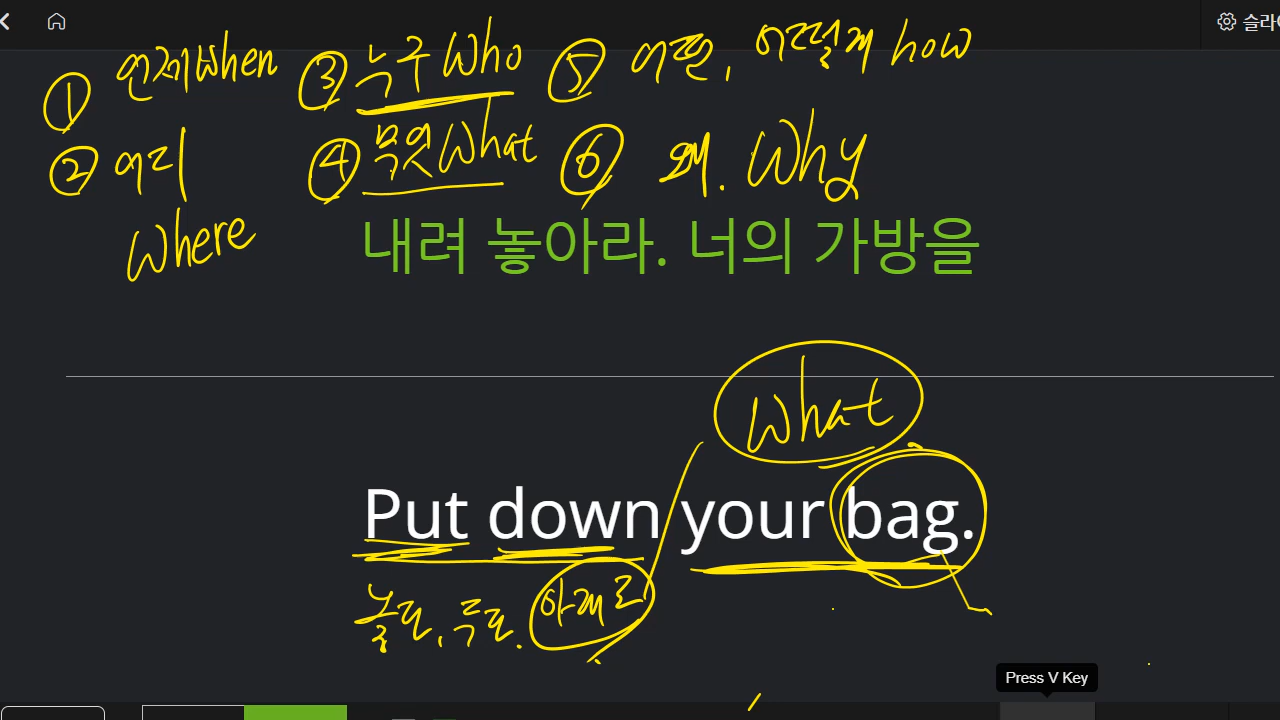 슬라
① 언제 When ③ 누구 Who ⑤ 어떤, 어떻게 how
② 어디 ④ 무엇 What ⑥ 왜. Why
Where
내려 놓아라. 너의 가방을
What
Put down your bag.
놓다, 두다. 아래로
Press V Key